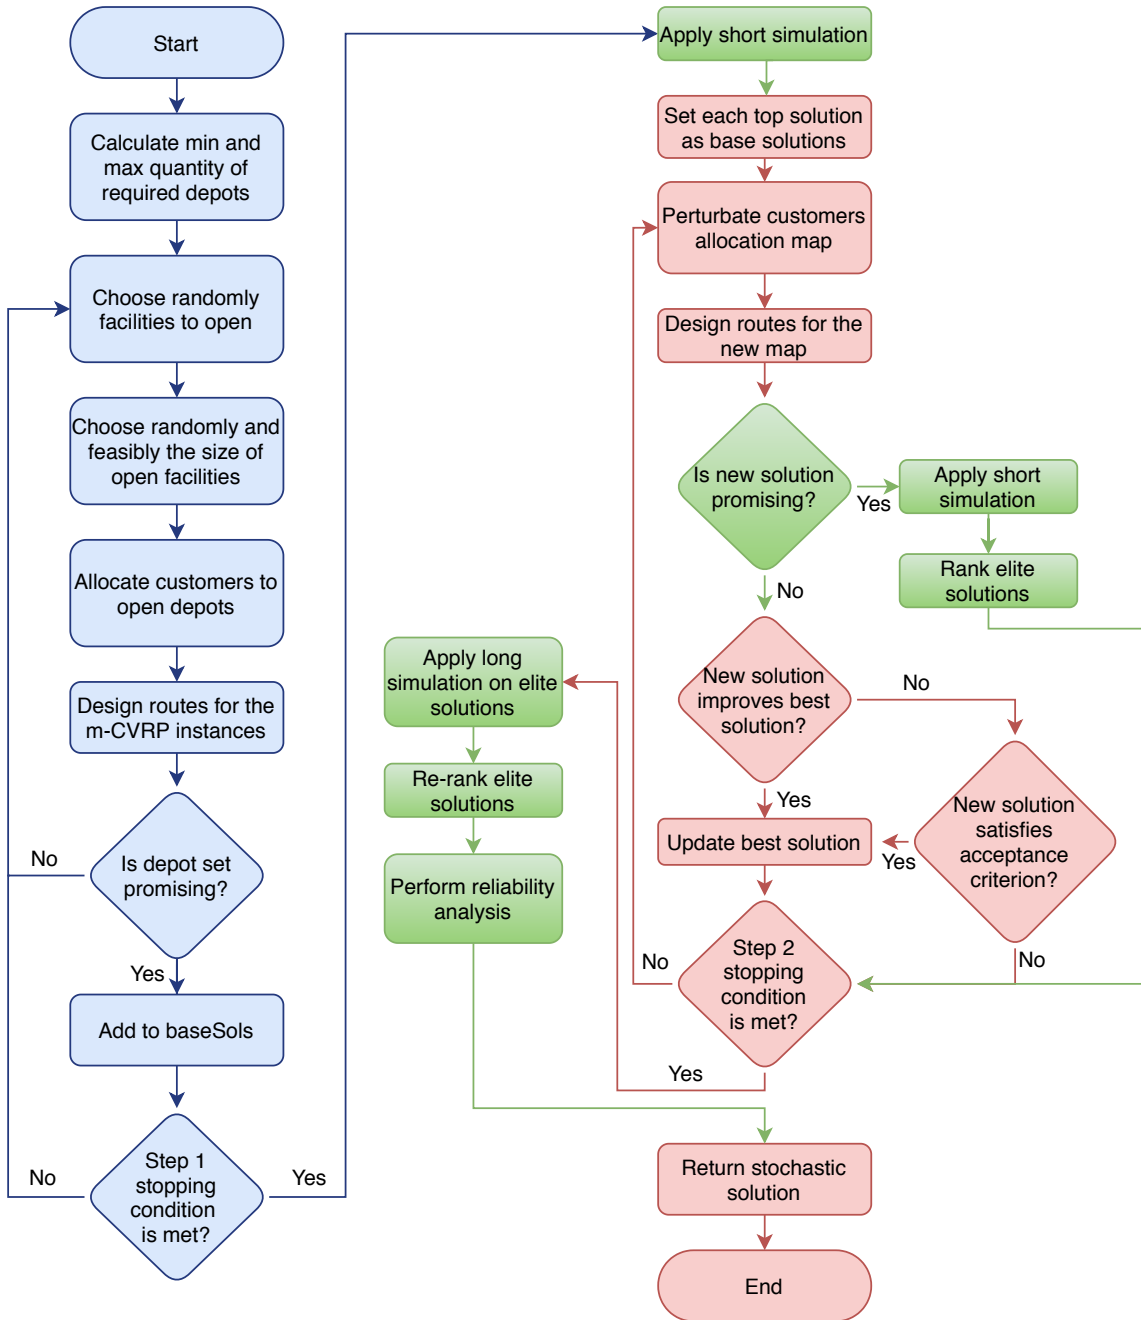 Start
Calculate min and
max quantity of
required depots
Choose randomly
facilities to open
Choose randomly and
feasibly the size of
open facilities
Allocate customers to
open depots
Design routes for the
m-CVRP instances
Is depot set
promising?
No
Yes
Add to baseSols
Step 1
stopping
condition
is met?
No
Yes
Apply short simulation
Set each top solution
as base solutions
Perturbate customers
allocation map
Design routes for the
new map
Is new solution
promising?
Yes
Apply short
simulation
Rank elite
solutions
No
New solution
improves best
solution?
No
Yes
New solution
satisfies
acceptance
criterion?
Yes
No
Update best solution
Step 2
stopping
condition
is met?
No
Yes
Apply long
simulation on elite
solutions
Re-rank elite
solutions
Perform reliability
analysis
Return stochastic
solution
End